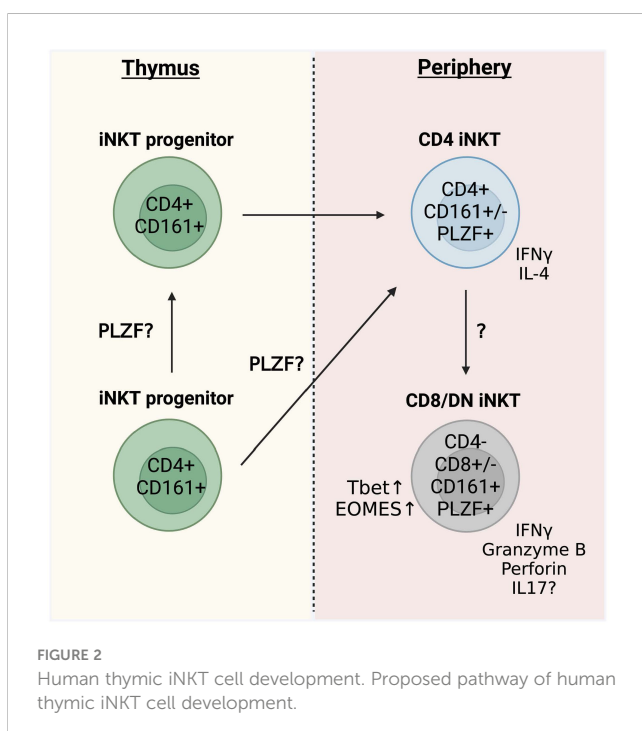 Thymus
iNKT progenitor
CD4+
CD161+
PLZF?
iNKT progenitor
CD4+
CD161+
PLZF?
Periphery
CD4 iNKT
CD4+
CD161+/-
PLZF+
IFNγ
IL-4
?
CD8/DN iNKT
CD4-
CD8+/-
CD161+
PLZF+
Tbet↑
EOMES↑
IFNγ
Granzyme B
Perforin
IL17?
FIGURE 2
Human thymic iNKT cell development. Proposed pathway of human
thymic iNKT cell development.